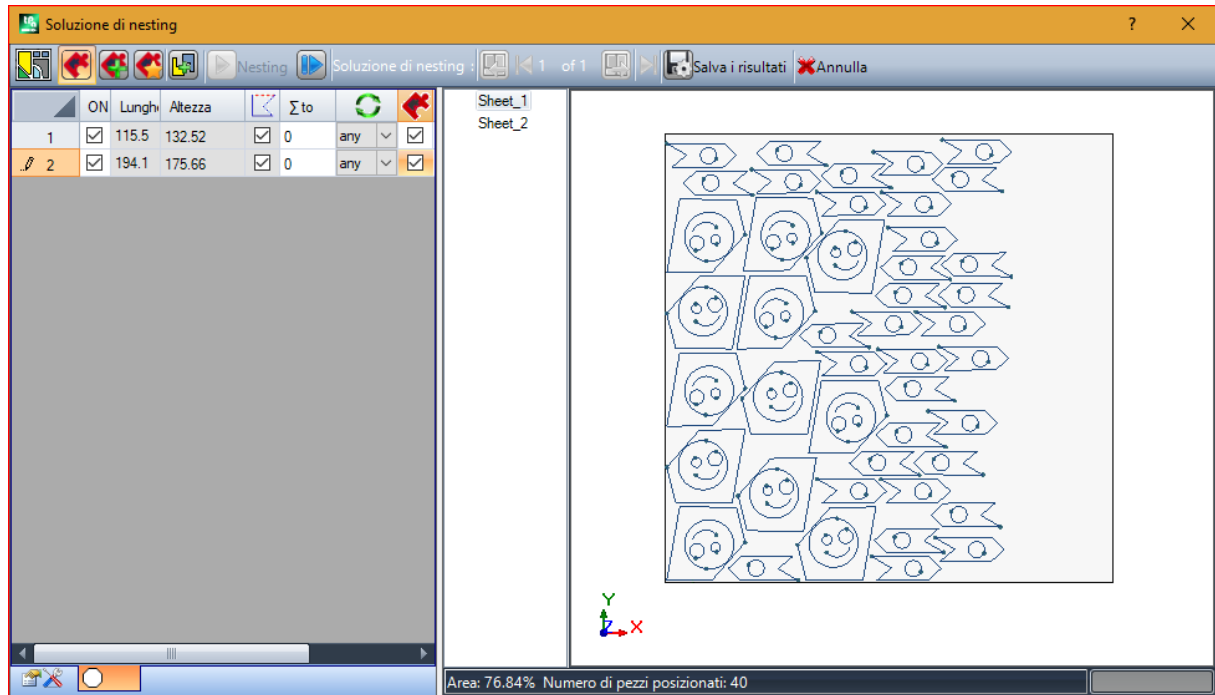 Soluzione di nesting
? ×
Nesting Soluzione di nesting : 1 of 1 Salva i risultati Annulla
ON Lungh Altezza Σ to
1 115.5 132.52 0 any
2 194.1 175.66 0 any
Sheet_1
Sheet_2
Y
Z X
Area: 76.84% Numero di pezzi posizionati: 40